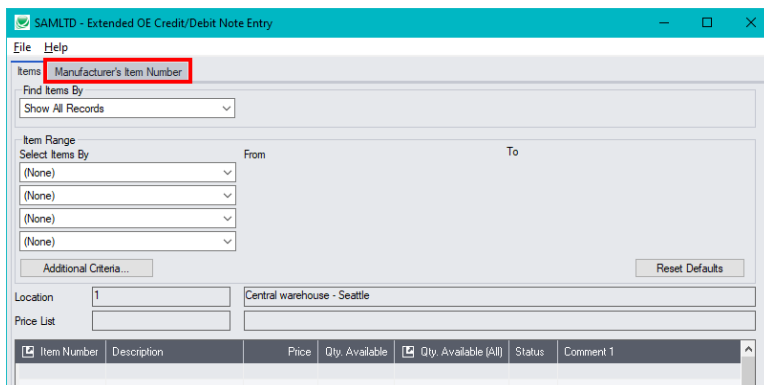 SAMLTD - Extended OE Credit/Debit Note Entry
File Help
Items Manufacturer's Item Number
Find Items By
Show All Records
Item Range
Select Items By From To
(None)
(None)
(None)
(None)
Additional Criteria... Reset Defaults
Location 1 Central warehouse - Seattle
Price List
Item Number Description Price Qty. Available Qty. Available (All) Status Comment 1